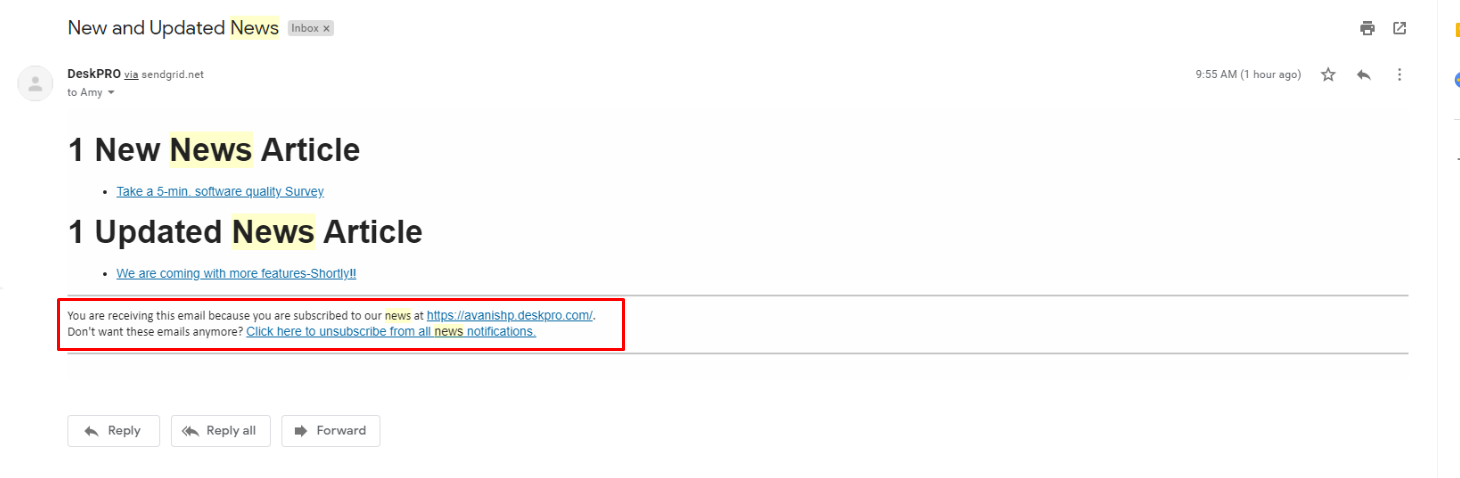 New and Updated News Inbox ×
DeskPRO via sendgrid.net 9:55 AM (1 hour ago)
to Amy
1 New News Article
• Take a 5-min. software quality Survey
1 Updated News Article
• We are coming with more features-Shortly!!
You are receiving this email because you are subscribed to our news at https://avanishp.deskpro.com/.
Don't want these emails anymore? Click here to unsubscribe from all news notifications.
Reply Reply all Forward